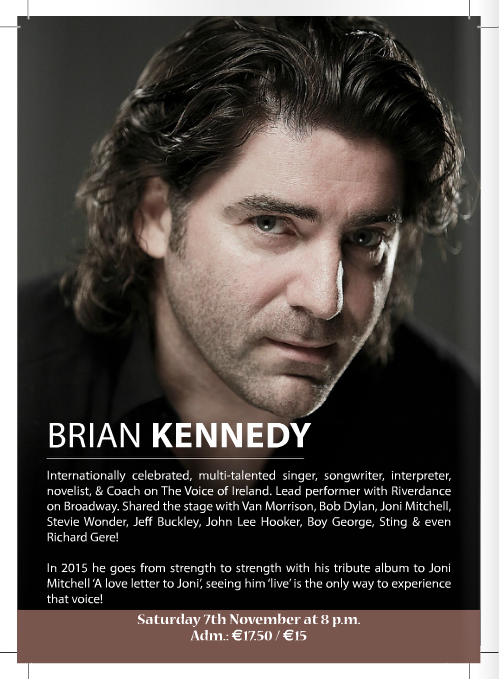 BRIAN KENNEDY
Internationally celebrated, multi-talented singer, songwriter, interpreter,
novelist, & Coach on The Voice of Ireland. Lead performer with Riverdance
on Broadway. Shared the stage with Van Morrison, Bob Dylan, Joni Mitchell,
Stevie Wonder, Jeff Buckley, John Lee Hooker, Boy George, Sting & even
Richard Gere!
In 2015 he goes from strength to strength with his tribute album to Joni
Mitchell ‘A love letter to Joni’, seeing him ‘live’ is the only way to experience
that voice!
Saturday 7th November at 8 p.m.
Adm.: €17.50 / €15